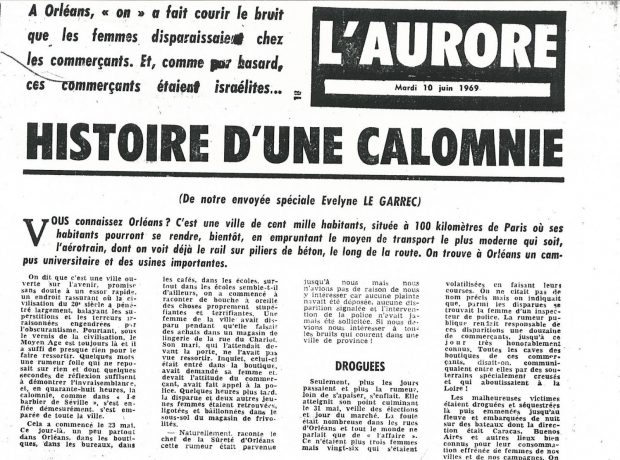 A Orléans, « on » a fait courir le bruit
que les femmes disparaissaient chez
les commerçants. Et, comme par hasard,
ces commerçants étaient israélites...
L'AURORE
Mardi 10 juin 1969
HISTOIRE D'UNE CALOMNIE
(De notre envoyée spéciale Evelyne LE GARREC)
VOUS connaissez Orléans ? C'est une ville de cent mille habitants, située à 100 kilomètres de Paris où ses
habitants pourront se rendre, bientôt, en empruntant le moyen de transport le plus moderne qui soit,
l'aérotrain, dont on voit déjà le rail sur piliers de béton, le long de la route. On trouve à Orléans un cam-
pus universitaire et des usines importantes.
On dit que c'est une ville ou-
verte sur l'avenir, promise
sans doute à un essor rapide,
un endroit rassurant où la ci-
vilisation du 20e siècle a péné-
tré largement, balayant les su-
perstitions et les terreurs ir-
raisonnées engendrées par
l'obscurantisme. Pourtant, sous
le vernis de la civilisation, le
Moyen Age est toujours là et il
a suffi de presque rien pour le
faire ressortir. Quelques mots
une rumeur folle qui ne repo-
sait sur rien et dont quelques
secondes de réflexion suffisent
à démontrer l'invraisemblance,
et, en quarante-huit heures, la
calomnie, comme dans « Le
barbier de Séville », s'est en-
flée démesurément, s'est em-
parée de toute la ville.
Cela a commencé le 23 mai.
Ce jour-là, un peu partout
dans Orléans, dans les bouti-
ques, dans les bureaux, dans
les cafés, dans les écoles, sur-
tout dans les écoles semble-t-il
d'ailleurs, on a commencé à
raconter de bouche à oreille
des choses proprement stupé-
fiantes et terrifiantes. Une
femme de la ville avait dis-
paru pendant qu'elle faisait
des achats dans un magasin de
lingerie de la rue du Chariot.
Son mari, qui l'attendait de-
vant la porte, ne l'avait pas
vue ressortir. Inquiet, celui-ci
était entré dans la boutique,
avait demandé sa femme et,
devant l'attitude du commer-
çant, avait fait appel à la po-
lice. Quelques heures plus tard,
la disparue et deux autres jeu-
nes femmes étaient retrouvées,
ligotées et bâillonnées dans le
sous-sol du magasin de frivo-
lités.
— Naturellement, raconte le
chef de la Sûreté d'Orléans
cette rumeur était parvenue
jusqu'à nous mais nous
n'avions pas de raison de nous
y intéresser car aucune plainte
n'avait été déposée, aucune dis-
parition signalée et l'interven-
tion de la police n'avait ja-
mais été sollicitée. Si nous de-
vions nous intéresser à tous
les bruits qui courent dans une
ville de province !
DROGUEES
Seulement, plus les jours
passaient et plus la rumeur,
loin de s'apaiser, s'enflait. Elle
atteignit son point culminant
le 31 mai, veille des élections
et jour du marché. La foule
était nombreuse dans les rues
d'Orléans et tout le monde ne
parlait que de « l'affaire ».
Ce n'étaient plus trois femmes
mais vingt-six qui s'étaient
volatilisées, en faisant leurs
courses. On ne citait pas de
nom précis mais on indiquait
que, parmi les disparues se
trouvait la femme d'un inspec-
teur de police. La rumeur pu-
blique renfit responsable de
ces disparitions une douzaine
de commerçants, jusqu'à ce
jour très honorablement
connus. Toutes les caves des
boutiques de ces commer-
çants, disait-on, communi-
quaient entre elles par des sou-
terrains spécialement creusés
et qui aboutissaient à la
Loire !
Les malheureuses victimes
étaient droguées et séquestrées
là puis emmenées jusqu'au
fleuve et embarquées de nuit
sur des bateaux dont la direc-
tion était Caracas, Buenos
Aires et autres lieux bien
connus pour leur consomma-
tion effrénée de femmes de nos
villes et de nos campagnes. On